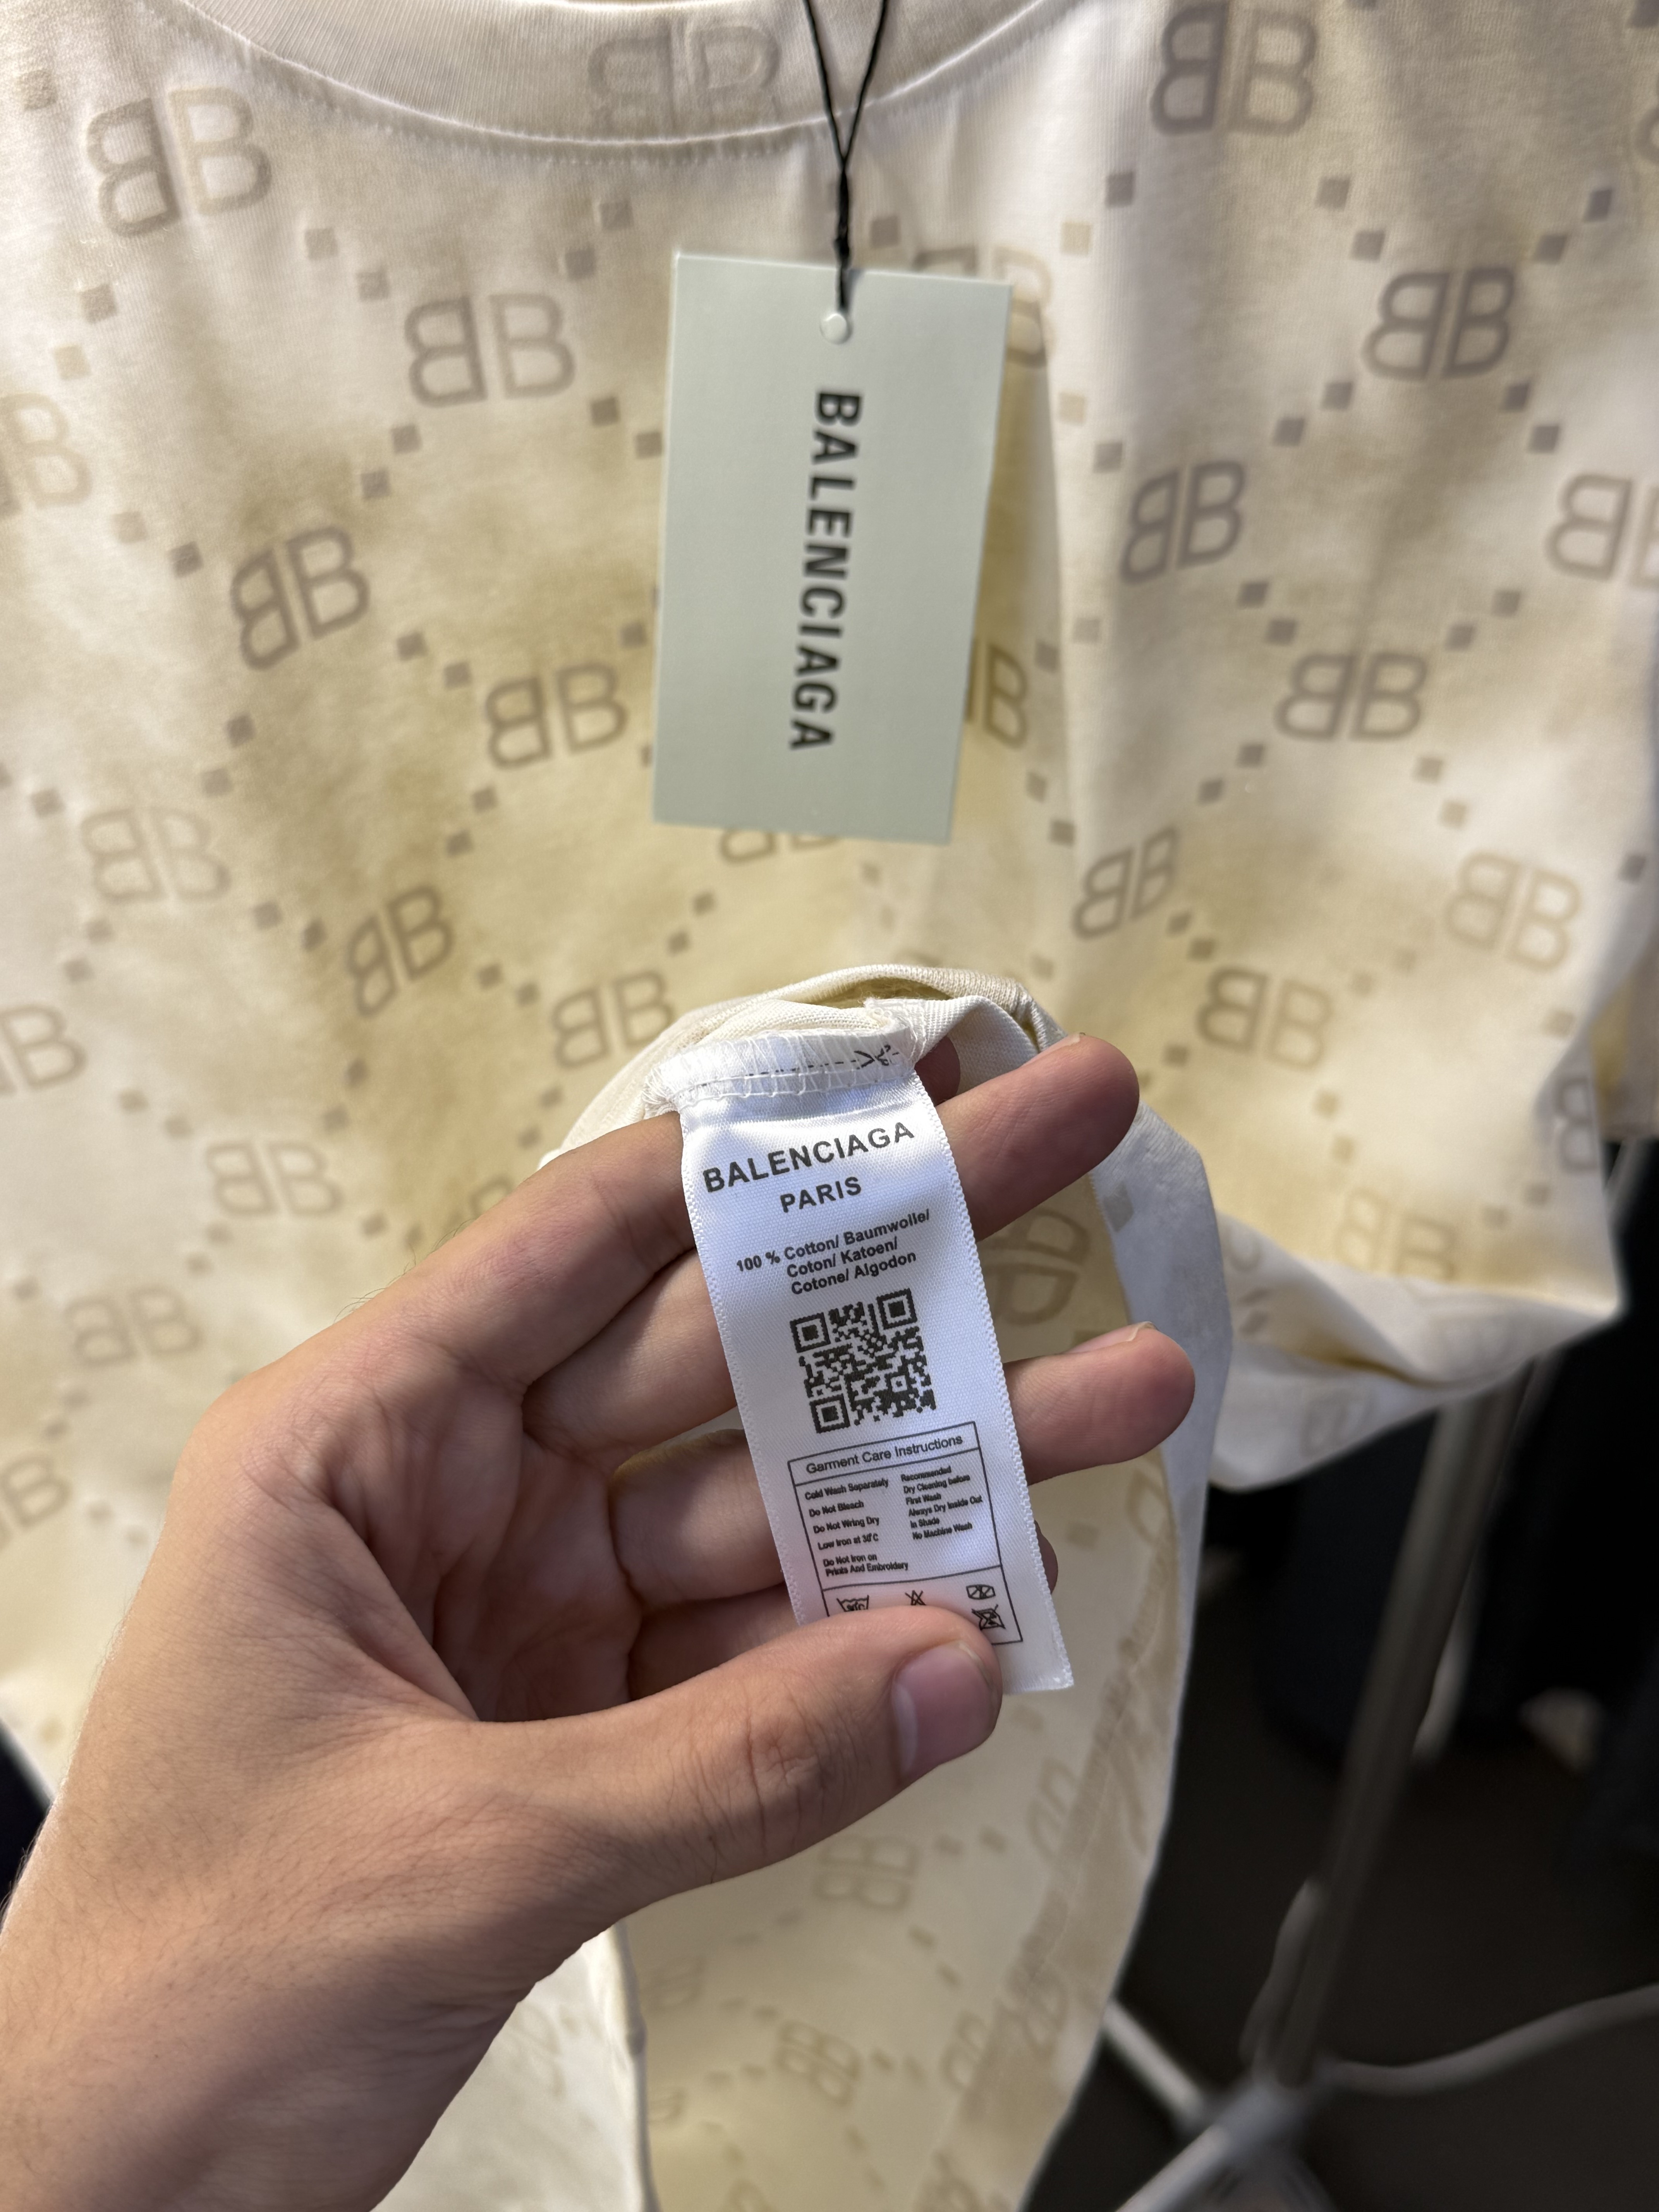 BALENCIAGA
BALENCIAGA
PARIS
100 % Cotton/ Baumwolle/
Coton/ Katoen/
Cotone/ Algodon
Garment Care Instructions
Cold Wash Separately
Do Not Bleach
Do Not Wring Dry
Low Iron at 30°C
Do Not Iron on
Prints And Embroidery
Recommended
Dry Cleaning before
First Wash
Always Dry Inside Out
In Shade
No Machine Wash